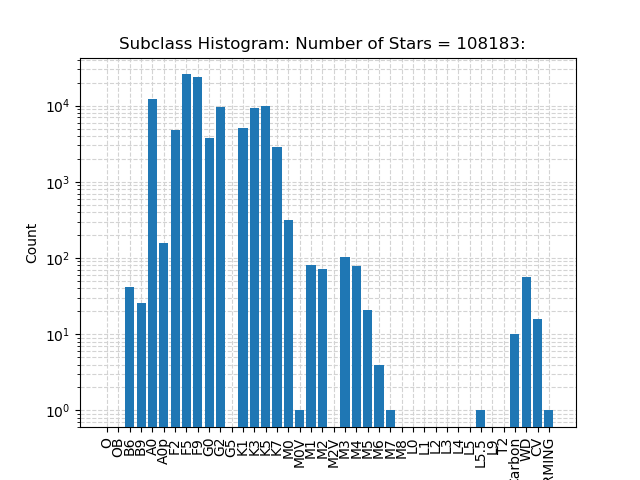 Subclass Histogram: Number of Stars = 108183:
Count
10^4
10^3
10^2
10^1
10^0
O
OB
B6
B9
A0
A0p
F2
F5
F9
G0
G2
G5
K1
K3
K5
K7
M0
M0V
M1
M2
M2V
M3
M4
M5
M6
M7
M8
L0
L1
L2
L3
L4
L5
L5.5
L9
T2
arbon
WD
CV
RMING